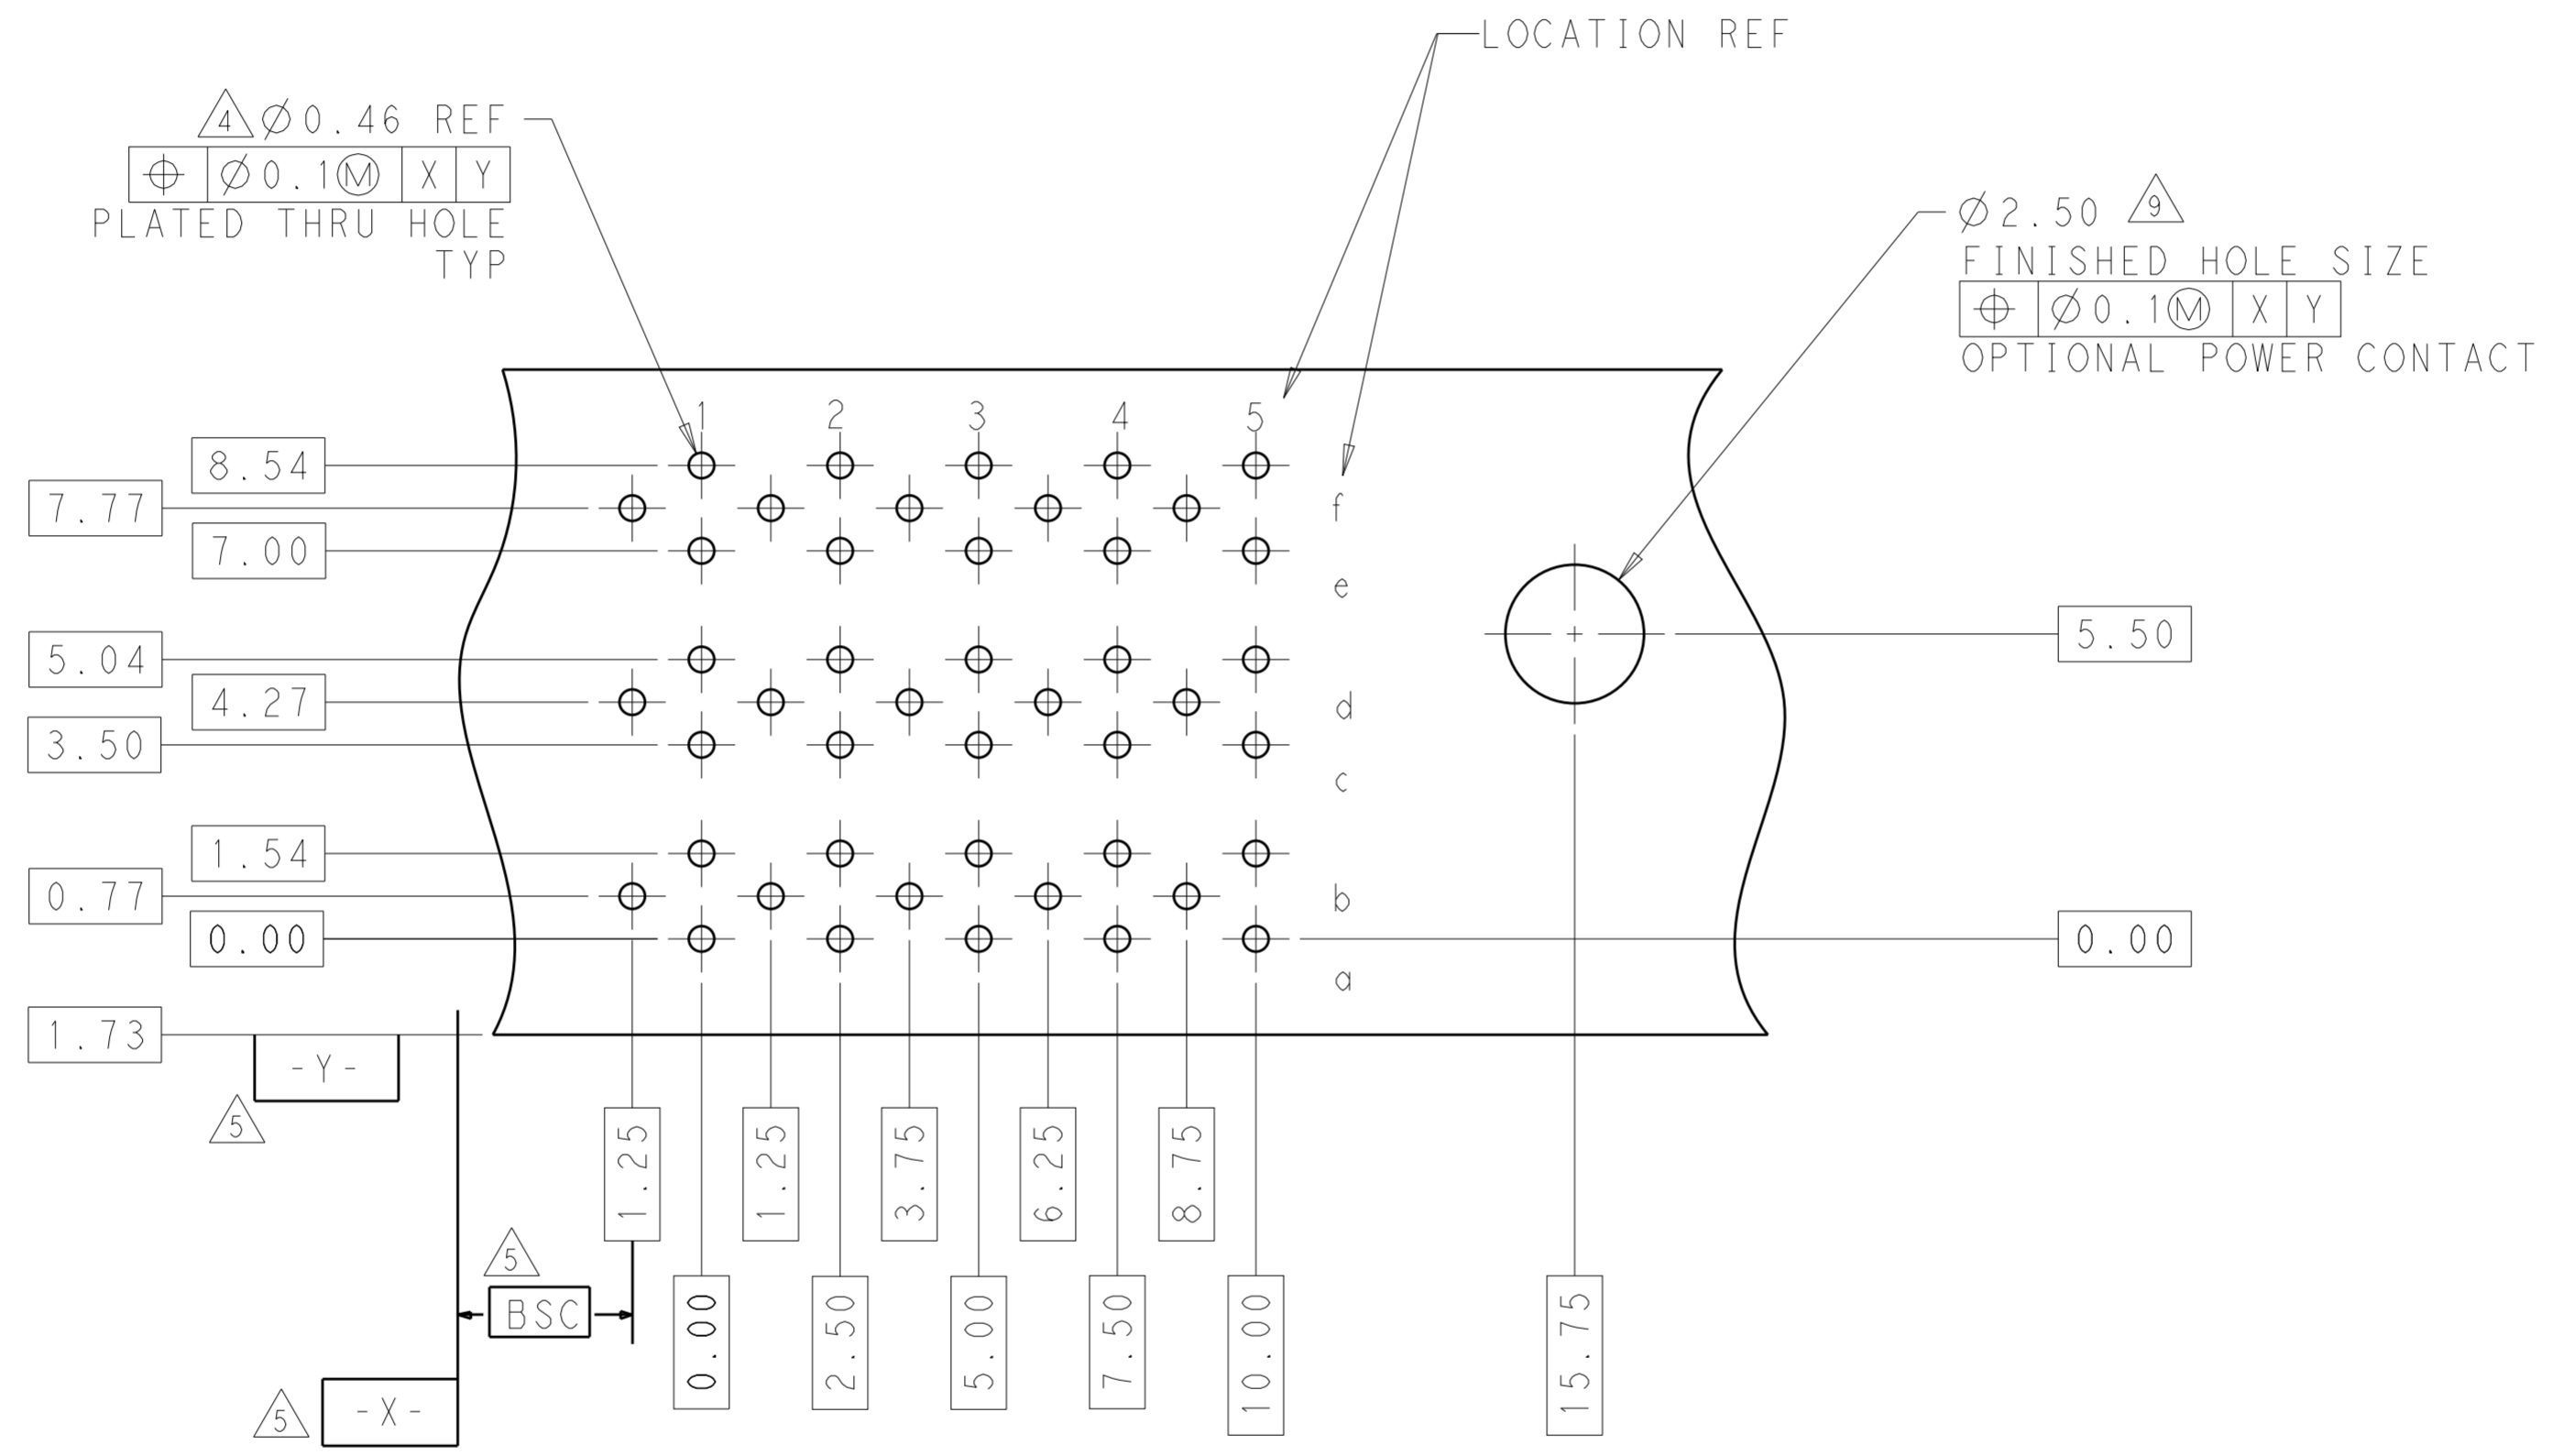 LOCATION REF
4 Ø0.46 REF
⌖ Ø0.1Ⓜ X Y
PLATED THRU HOLE
TYP
Ø2.50 9
FINISHED HOLE SIZE
⌖ Ø0.1Ⓜ X Y
OPTIONAL POWER CONTACT
1 2 3 4 5
8.54
7.77
f
7.00
e
5.50
5.04
4.27
d
3.50
c
1.54
0.77
b
0.00
0.00
a
1.73
-Y-
5
1.25 1.25 3.75 6.25 8.75
5
BSC
0.00 2.50 5.00 7.50 10.00 15.75
5 -X-